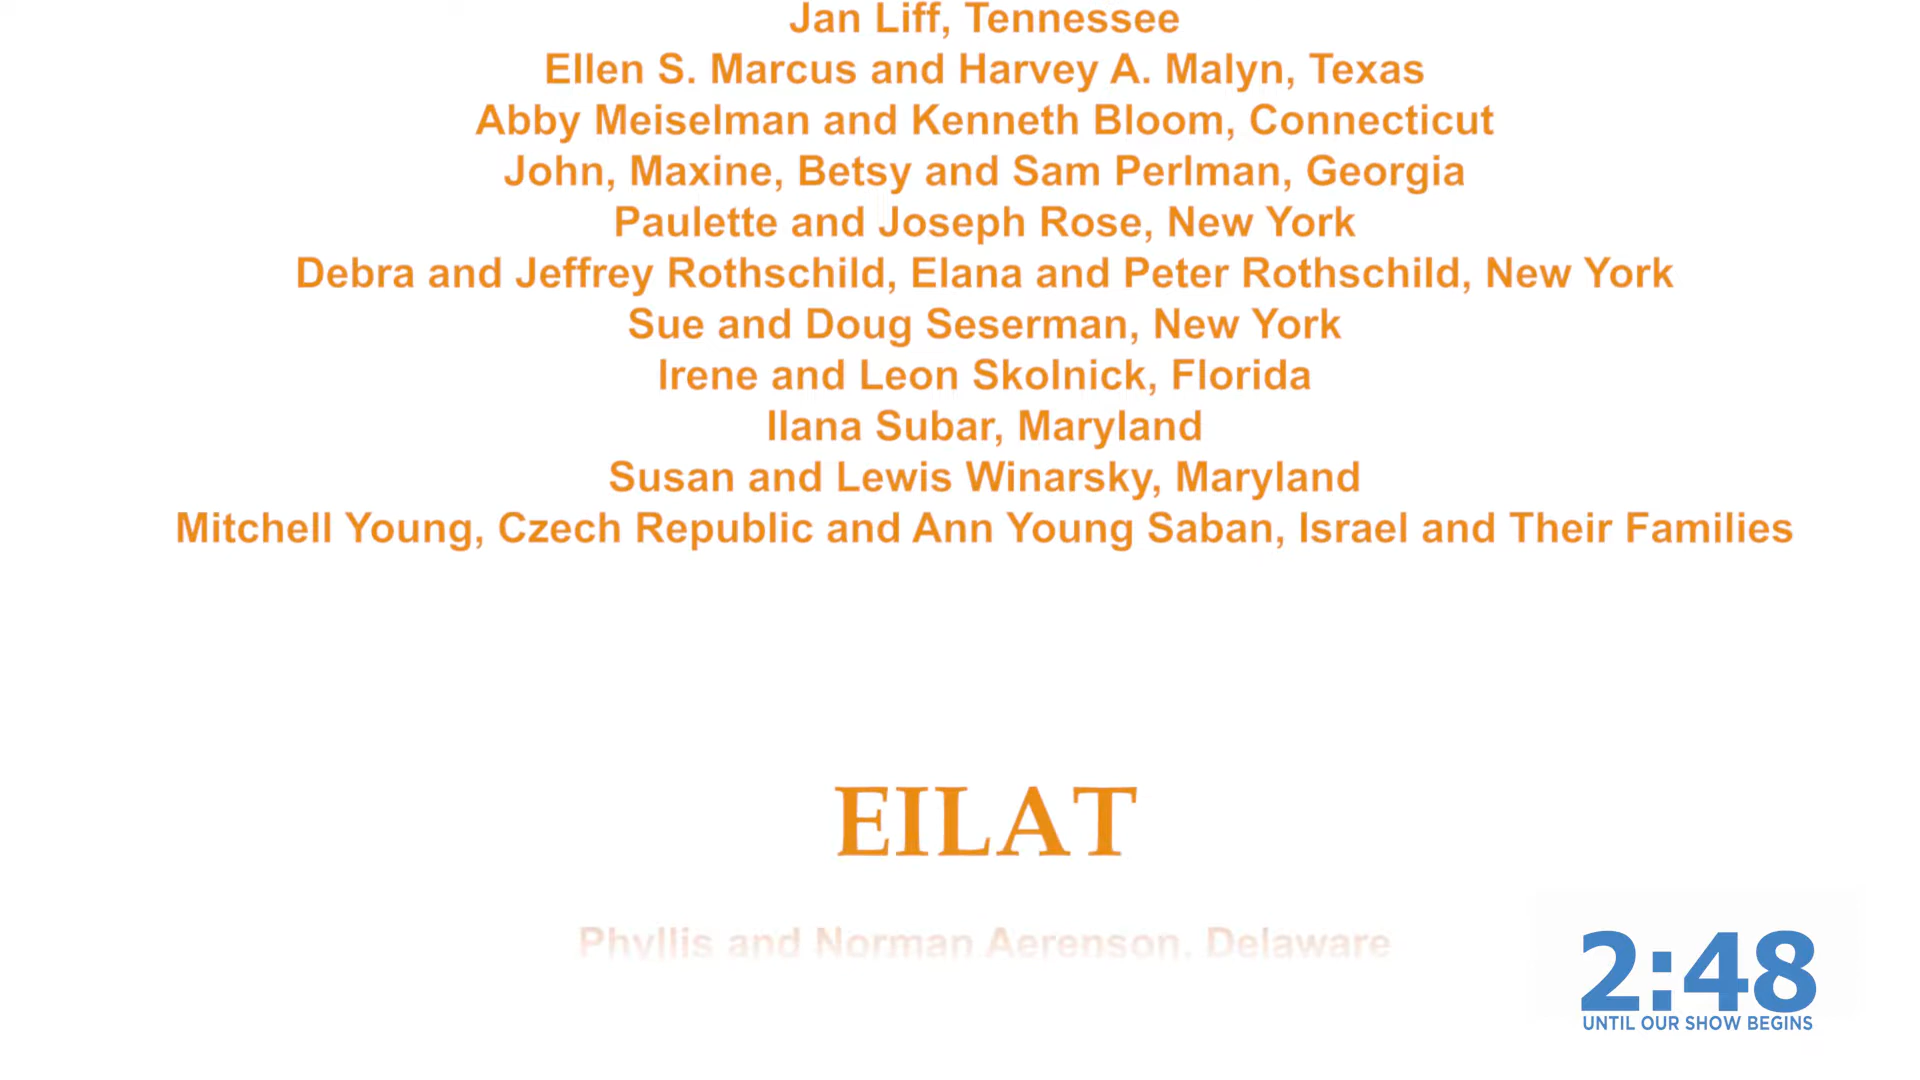 Jan Liff, Tennessee
Ellen S. Marcus and Harvey A. Malyn, Texas
Abby Meiselman and Kenneth Bloom, Connecticut
John, Maxine, Betsy and Sam Perlman, Georgia
Paulette and Joseph Rose, New York
Debra and Jeffrey Rothschild, Elana and Peter Rothschild, New York
Sue and Doug Seserman, New York
Irene and Leon Skolnick, Florida
Ilana Subar, Maryland
Susan and Lewis Winarsky, Maryland
Mitchell Young, Czech Republic and Ann Young Saban, Israel and Their Families
EILAT
Phyllis and Norman Aerenson, Delaware
2:48
UNTIL OUR SHOW BEGINS